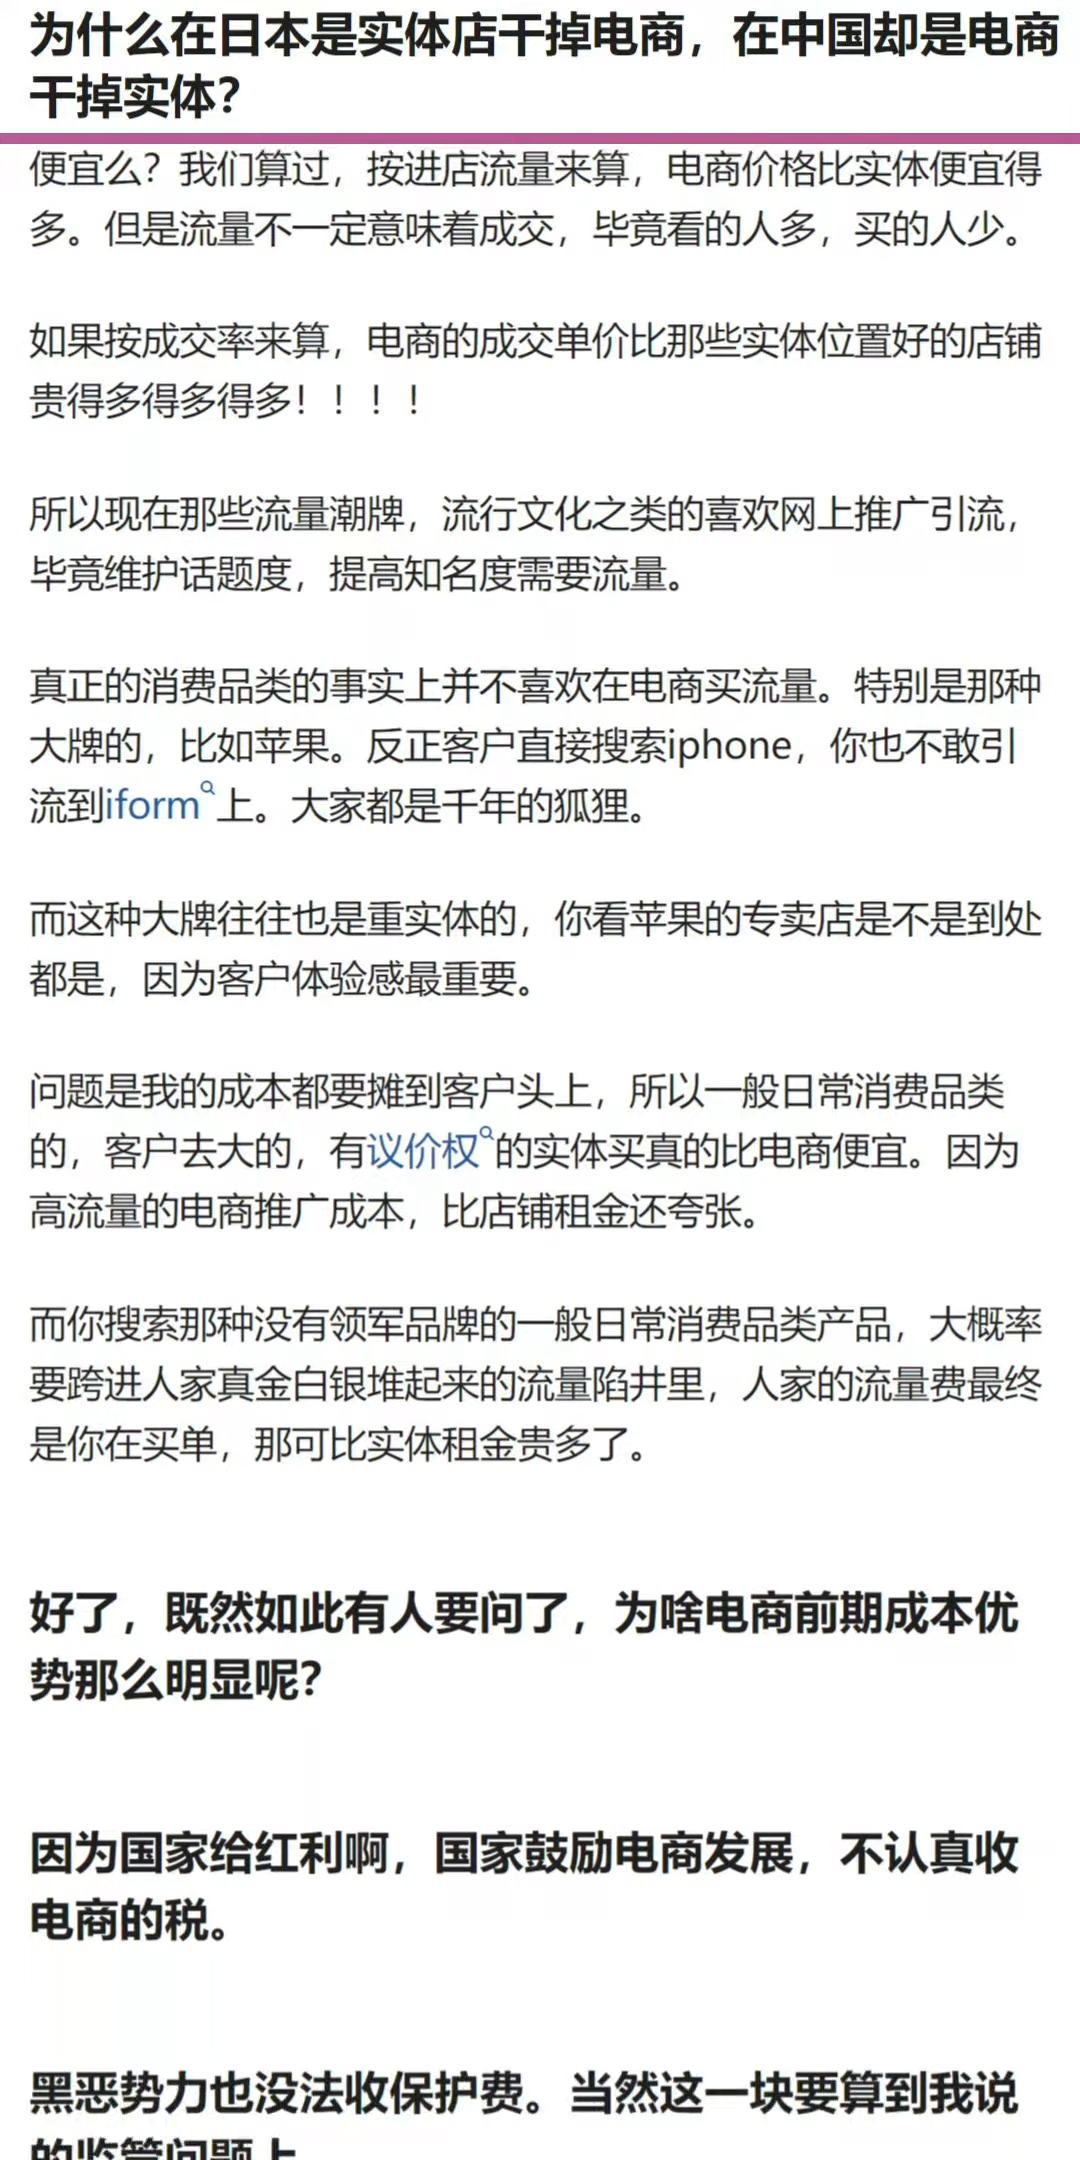 为什么在日本是实体店干掉电商，在中国却是电商
干掉实体？
便宜么？我们算过，按进店流量来算，电商价格比实体便宜得
多。但是流量不一定意味着成交，毕竟看的人多，买的人少。
如果按成交率来算，电商的成交单价比那些实体位置好的店铺
贵得多得多得多！！！！
所以现在那些流量潮牌，流行文化之类的喜欢网上推广引流，
毕竟维护话题度，提高知名度需要流量。
真正的消费品类的事实上并不喜欢在电商买流量。特别是那种
大牌的，比如苹果。反正客户直接搜索iphone，你也不敢引
流到iform上。大家都是千年的狐狸。
而这种大牌往往也是重实体的，你看苹果的专卖店是不是到处
都是，因为客户体验感最重要。
问题是我的成本都要摊到客户头上，所以一般日常消费品类
的，客户去大的，有议价权的实体买真的比电商便宜。因为
高流量的电商推广成本，比店铺租金还夸张。
而你搜索那种没有领军品牌的一般日常消费品类产品，大概率
要跨进人家真金白银堆起来的流量陷井里，人家的流量费最终
是你在买单，那可比实体租金贵多了。
好了，既然如此有人要问了，为啥电商前期成本优
势那么明显呢？
因为国家给红利啊，国家鼓励电商发展，不认真收
电商的税。
黑恶势力也没法收保护费。当然这一块要算到我说
的监管问题上